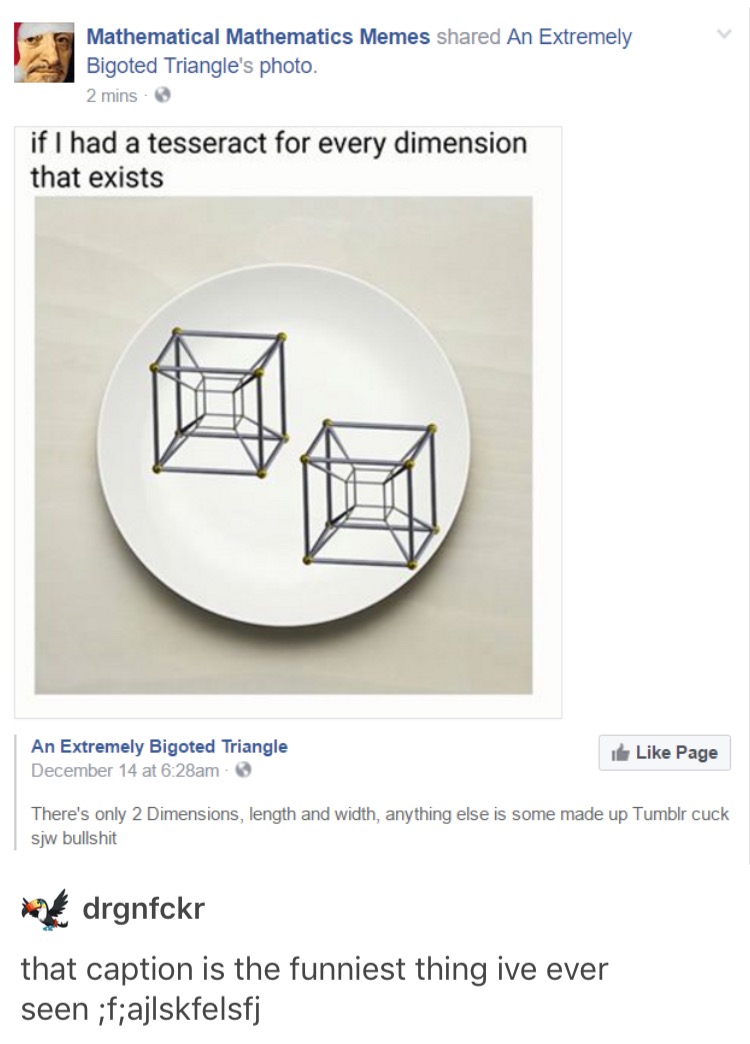 Mathematical Mathematics Memes shared An Extremely
Bigoted Triangle's photo.
2 mins ·
if I had a tesseract for every dimension
that exists
An Extremely Bigoted Triangle
December 14 at 6:28am ·
Like Page
There's only 2 Dimensions, length and width, anything else is some made up Tumblr cuck
sjw bullshit
drgnfckr
that caption is the funniest thing ive ever
seen ;f;ajlskfelsfj